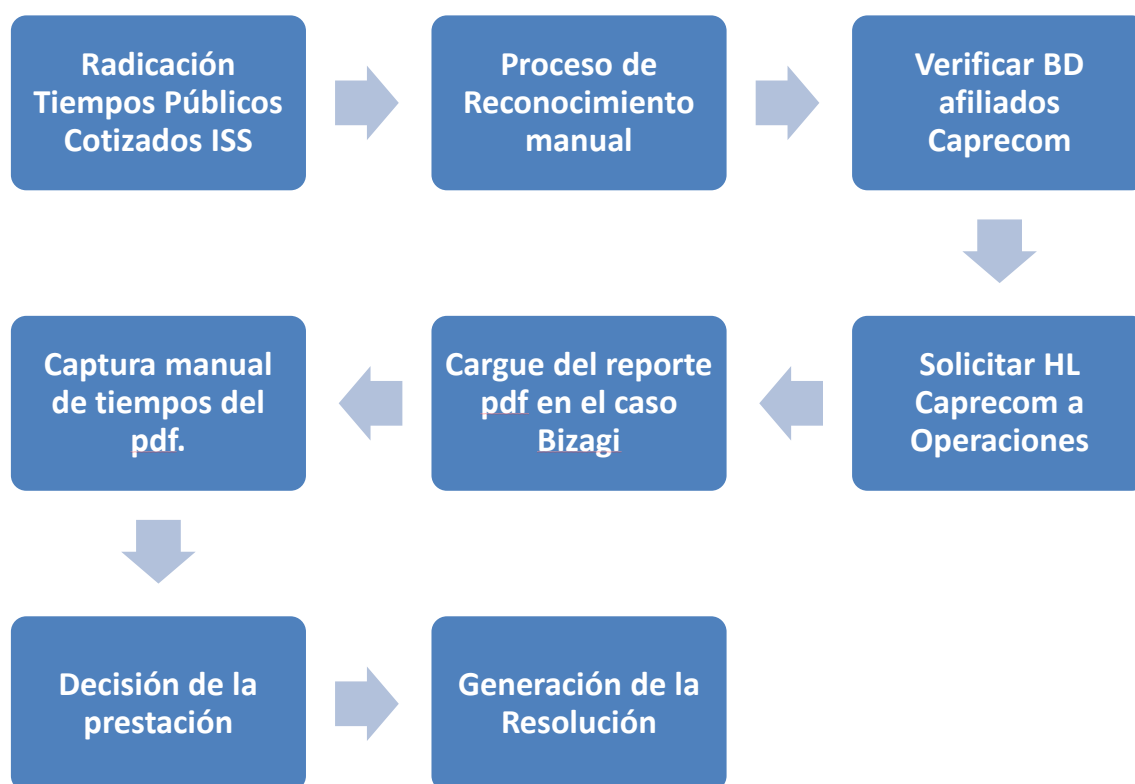 Radicación
Tiempos Públicos
Cotizados ISS
Proceso de
Reconocimiento
manual
Verificar BD
afiliados
Caprecom
Solicitar HL
Caprecom a
Operaciones
Cargue del reporte
pdf en el caso
Bizagi
Captura manual
de tiempos del
pdf.
Decisión de la
prestación
Generación de la
Resolución